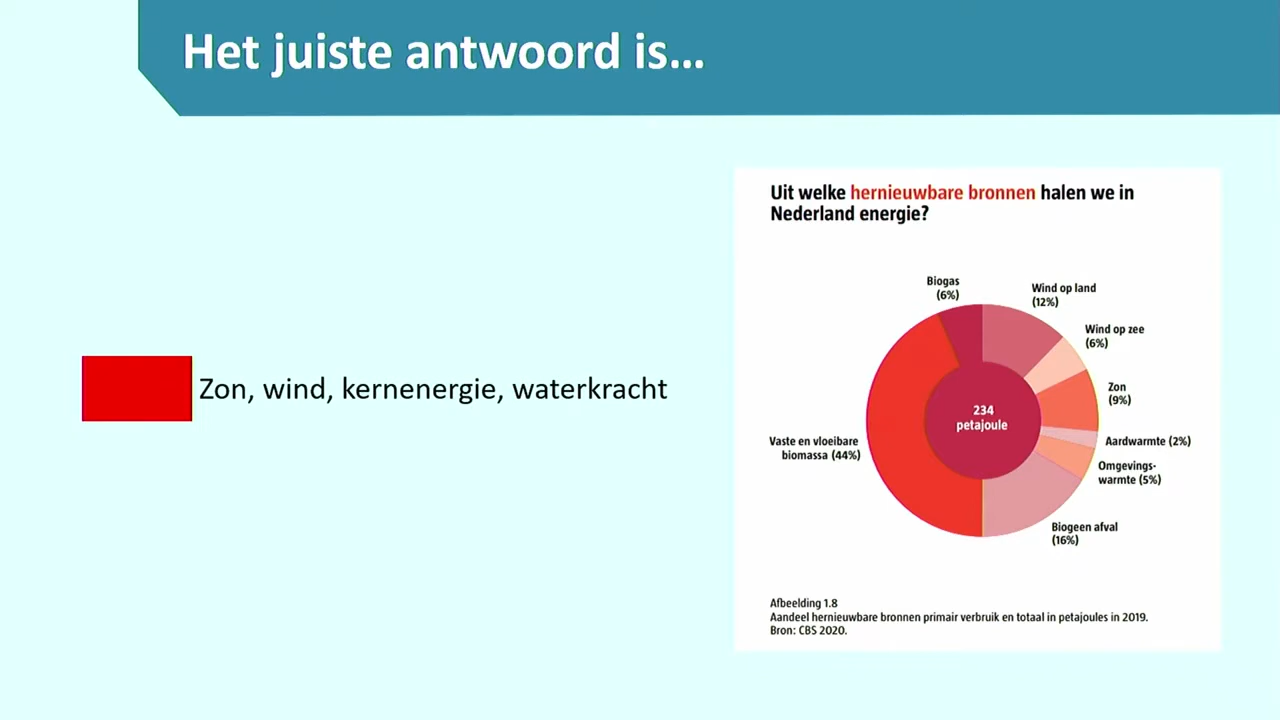 Het juiste antwoord is...
Zon, wind, kernenergie, waterkracht
Uit welke hernieuwbare bronnen halen we in
Nederland energie?
Biogas
(6%)
Wind op land
(12%)
Wind op zee
(6%)
Zon
(9%)
234
petajoule
Aardwarmte (2%)
Vaste en vloeibare
biomassa (44%)
Omgevings-
warmte (5%)
Biogeen afval
(16%)
Afbeelding 1.8
Aandeel hernieuwbare bronnen primair verbruik en totaal in petajoules in 2019.
Bron: CBS 2020.